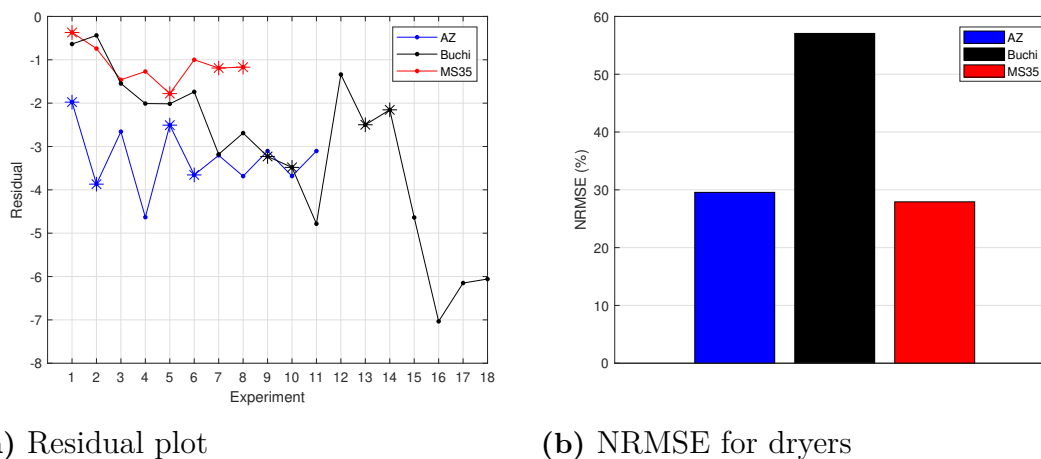 0
-1
-2
-3
-4
-5
-6
-7
-8
Residual
1 2 3 4 5 6 7 8 9 10 11 12 13 14 15 16 17 18
Experiment
AZ
Buchi
MS35
60
50
40
30
20
10
0
NRMSE (%)
AZ
Buchi
MS35
) Residual plot
(b) NRMSE for dryers